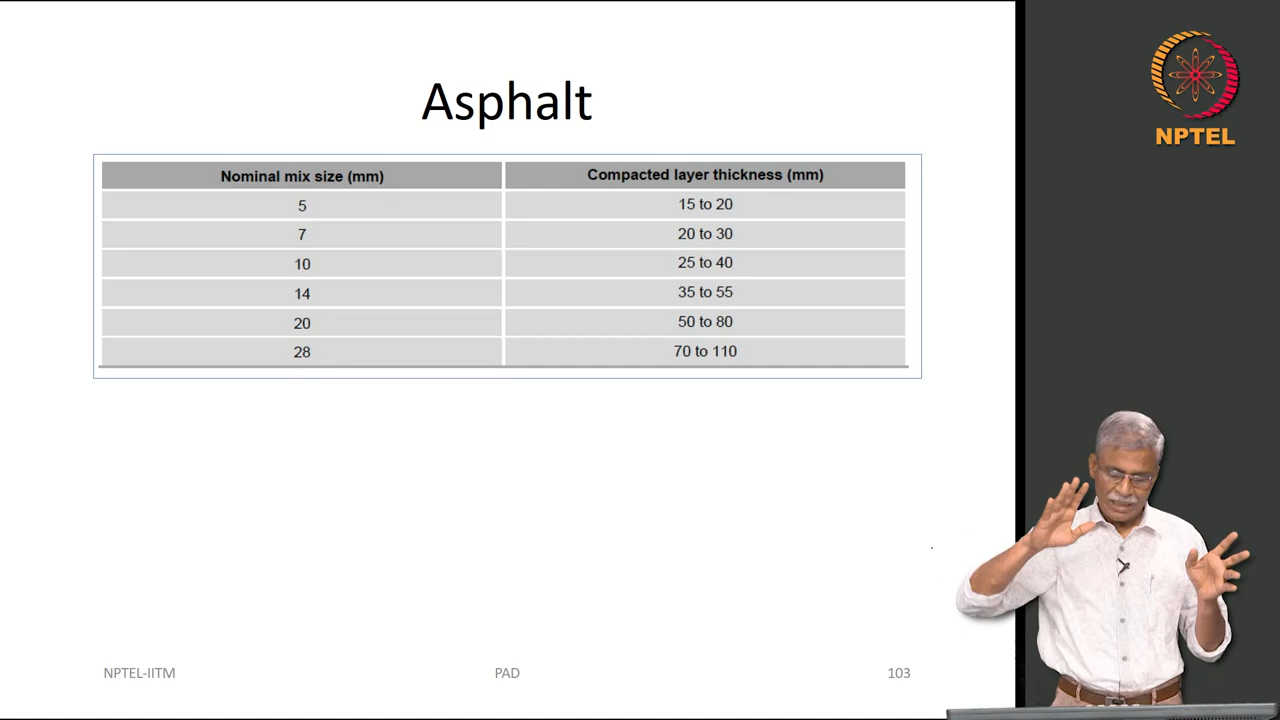 Asphalt
Nominal mix size (mm) Compacted layer thickness (mm)
5 15 to 20
7 20 to 30
10 25 to 40
14 35 to 55
20 50 to 80
28 70 to 110
NPTEL
NPTEL-IITM PAD 103